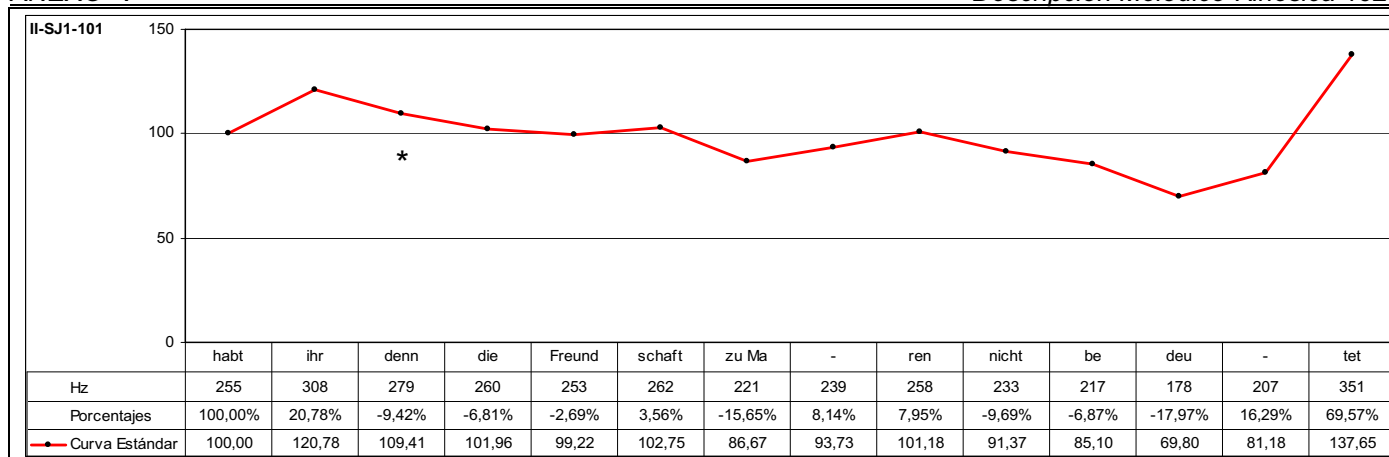 II-SJ1-101
150
100
*
50
0
habt ihr denn die Freund schaft zu Ma - ren nicht be deu - tet
Hz 255 308 279 260 253 262 221 239 258 233 217 178 207 351
Porcentajes 100,00% 20,78% -9,42% -6,81% -2,69% 3,56% -15,65% 8,14% 7,95% -9,69% -6,87% -17,97% 16,29% 69,57%
Curva Estándar 100,00 120,78 109,41 101,96 99,22 102,75 86,67 93,73 101,18 91,37 85,10 69,80 81,18 137,65